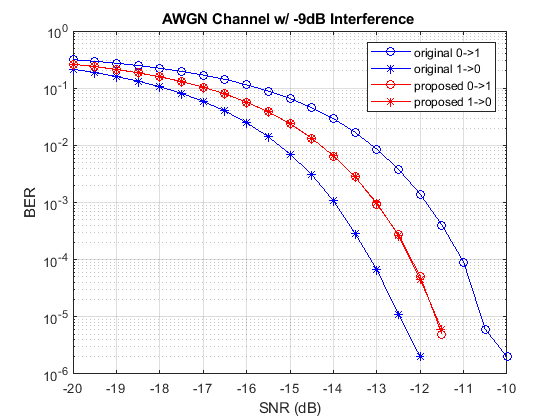 AWGN Channel w/ -9dB Interference
10^0
10^-1
10^-2
10^-3
10^-4
10^-5
10^-6
BER
original 0->1
original 1->0
proposed 0->1
proposed 1->0
-20 -19 -18 -17 -16 -15 -14 -13 -12 -11 -10
SNR (dB)